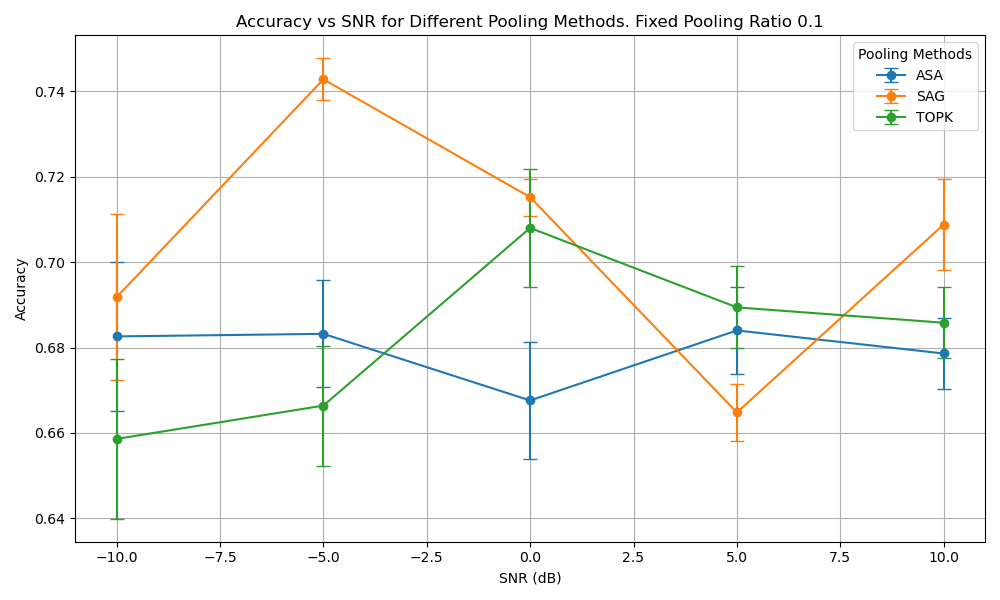 Accuracy vs SNR for Different Pooling Methods. Fixed Pooling Ratio 0.1
Pooling Methods
ASA
SAG
TOPK
Accuracy
0.74
0.72
0.70
0.68
0.66
0.64
−10.0 −7.5 −5.0 −2.5 0.0 2.5 5.0 7.5 10.0
SNR (dB)